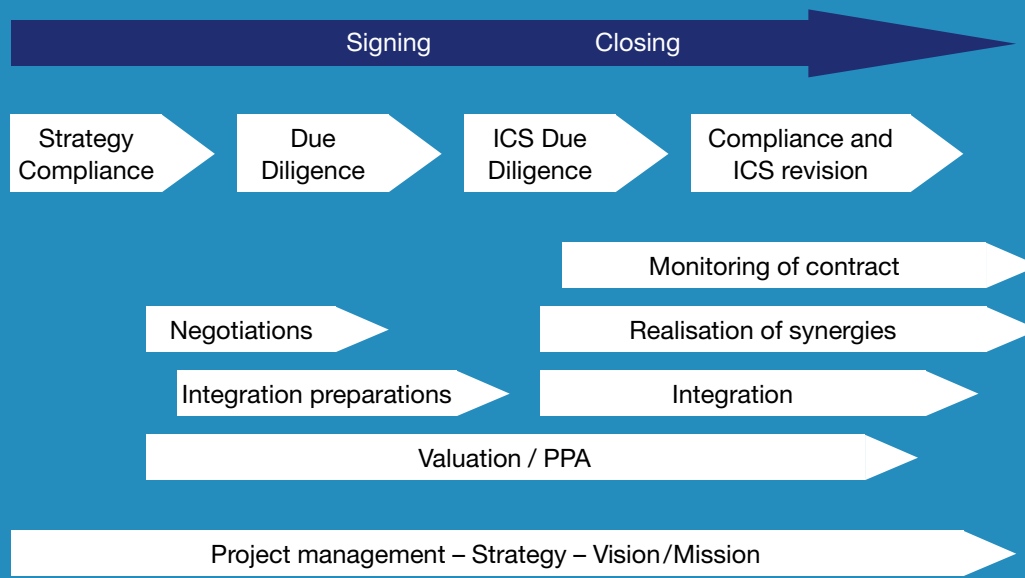 Signing
Closing
Strategy
Compliance
Due
Diligence
ICS Due
Diligence
Compliance and
ICS revision
Monitoring of contract
Negotiations
Realisation of synergies
Integration preparations
Integration
Valuation / PPA
Project management – Strategy – Vision/Mission